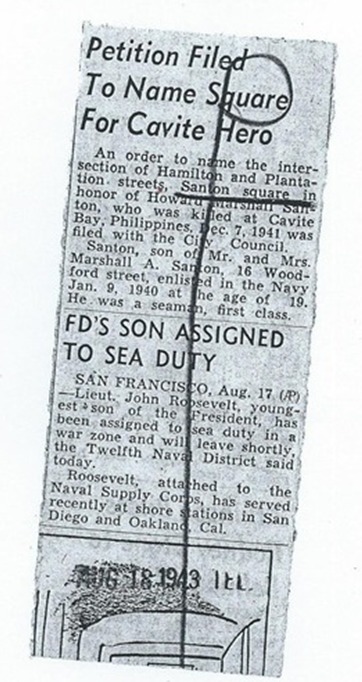 Petition Filed
To Name Square
For Cavite Hero
An order to name the inter-
section of Hamilton and Planta-
tion streets, Santon square in
honor of Howard Marshall San-
ton, who was killed at Cavite
Bay, Philippines, Dec. 7, 1941 was
filed with the City Council.
Santon, son of Mr. and Mrs.
Marshall A. Santon, 16 Wood-
ford street, enlisted in the Navy
Jan. 9, 1940 at the age of 19.
He was a seaman, first class.
FD'S SON ASSIGNED
TO SEA DUTY
SAN FRANCISCO, Aug. 17 (AP)
—Lieut. John Roosevelt, young-
est son of the President, has
been assigned to sea duty in a
war zone and will leave shortly,
the Twelfth Naval District said
today.
Roosevelt, attached to the
Naval Supply Corps, has served
recently at shore stations in San
Diego and Oakland, Cal.
AUG 18 1943 TEL.